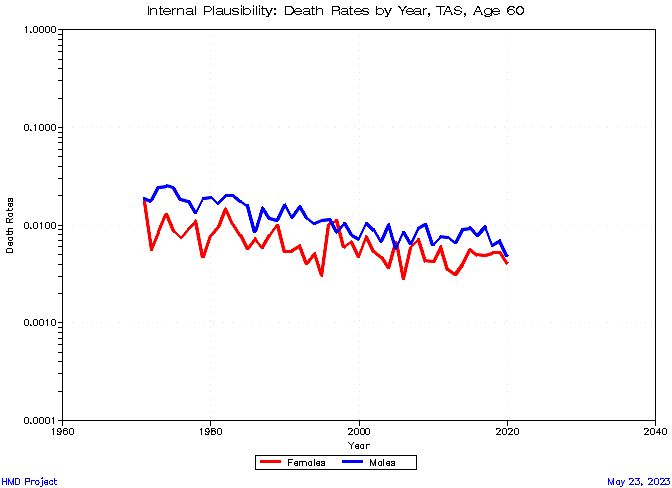 Internal Plausibility: Death Rates by Year, TAS, Age 60
1.0000
0.1000
0.0100
0.0010
0.0001
Death Rates
1960
1980
2000
2020
2040
Year
Females
Males
HMD Project
May 23, 2023